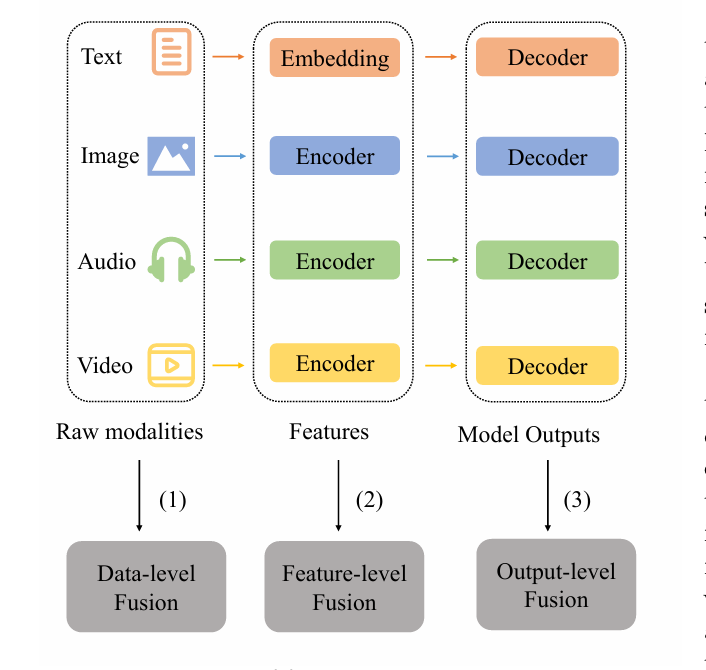 Text
Embedding
Decoder
Image
Encoder
Decoder
Audio
Encoder
Decoder
Video
Encoder
Decoder
Raw modalities
Features
Model Outputs
(1)
(2)
(3)
Data-level
Fusion
Feature-level
Fusion
Output-level
Fusion